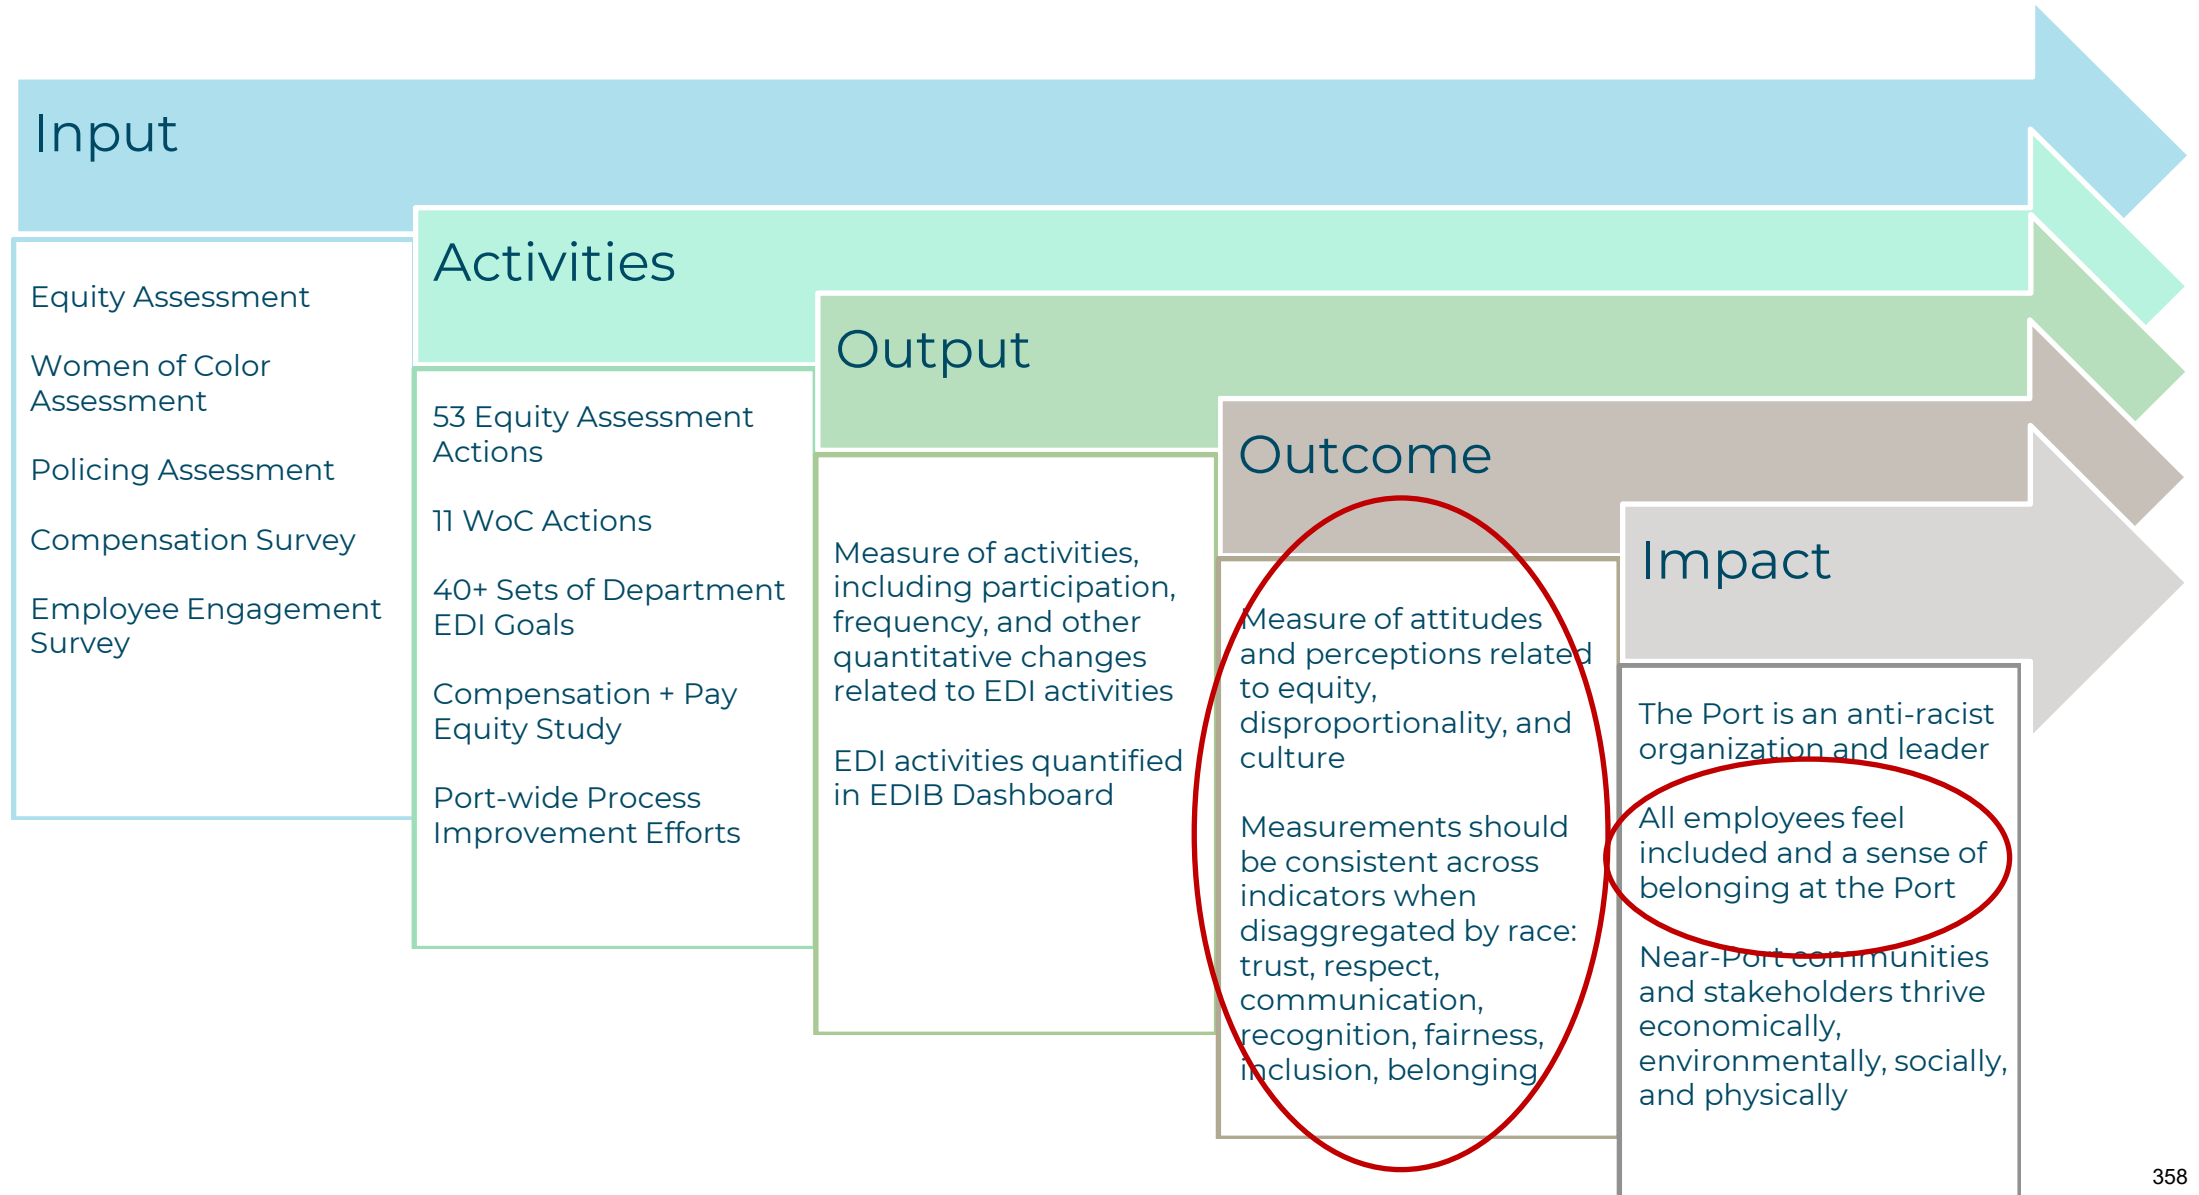 Input
Equity Assessment
Women of Color
Assessment
Policing Assessment
Compensation Survey
Employee Engagement
Survey
Activities
53 Equity Assessment
Actions
11 WoC Actions
40+ Sets of Department
EDI Goals
Compensation + Pay
Equity Study
Port-wide Process
Improvement Efforts
Output
Measure of activities,
including participation,
frequency, and other
quantitative changes
related to EDI activities
EDI activities quantified
in EDIB Dashboard
Outcome
Measure of attitudes
and perceptions related
to equity,
disproportionality, and
culture
Measurements should
be consistent across
indicators when
disaggregated by race:
trust, respect,
communication,
recognition, fairness,
inclusion, belonging
Impact
The Port is an anti-racist
organization and leader
All employees feel
included and a sense of
belonging at the Port
Near-Port communities
and stakeholders thrive
economically,
environmentally, socially,
and physically
358